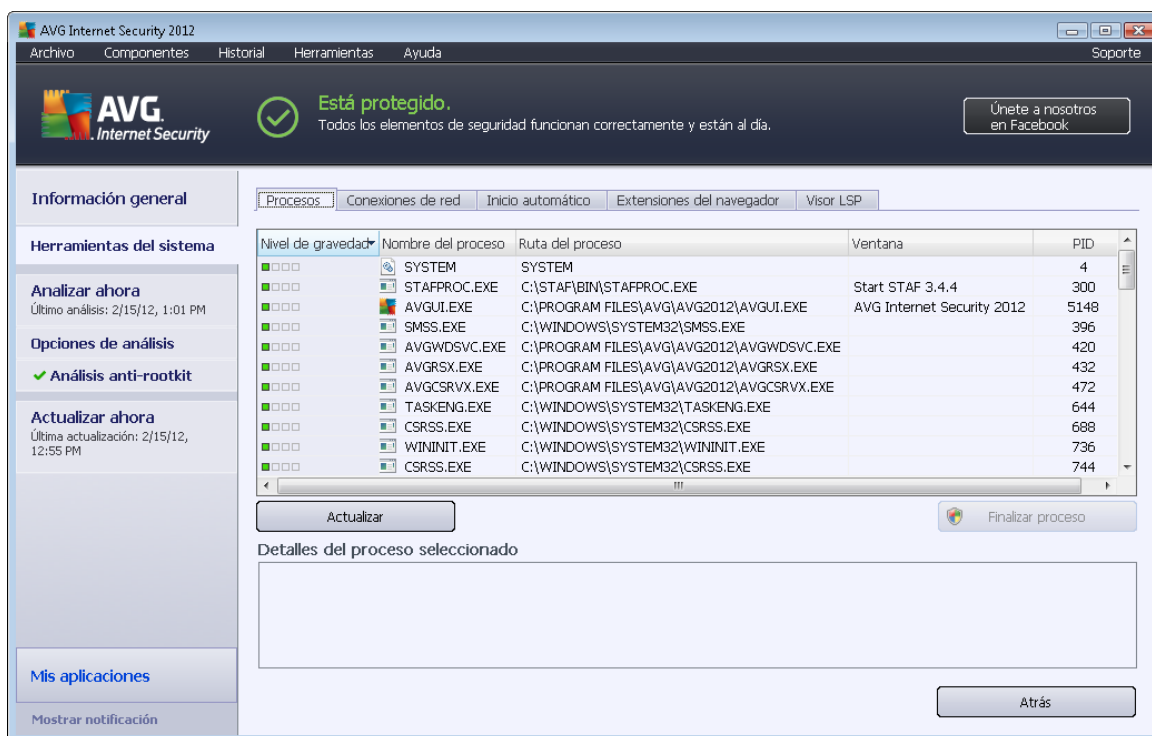 AVG Internet Security 2012
Archivo Componentes Historial Herramientas Ayuda Soporte
AVG.
Internet Security
Está protegido.
Todos los elementos de seguridad funcionan correctamente y están al día.
Únete a nosotros
en Facebook
Información general
Herramientas del sistema
Analizar ahora
Último análisis: 2/15/12, 1:01 PM
Opciones de análisis
Análisis anti-rootkit
Actualizar ahora
Última actualización: 2/15/12,
12:55 PM
Mis aplicaciones
Mostrar notificación
Procesos Conexiones de red Inicio automático Extensiones del navegador Visor LSP
Nivel de gravedad Nombre del proceso Ruta del proceso Ventana PID
SYSTEM SYSTEM 4
STAFPROC.EXE C:\STAF\BIN\STAFPROC.EXE Start STAF 3.4.4 300
AVGUI.EXE C:\PROGRAM FILES\AVG\AVG2012\AVGUI.EXE AVG Internet Security 2012 5148
SMSS.EXE C:\WINDOWS\SYSTEM32\SMSS.EXE 396
AVGWDSVC.EXE C:\PROGRAM FILES\AVG\AVG2012\AVGWDSVC.EXE 420
AVGRSX.EXE C:\PROGRAM FILES\AVG\AVG2012\AVGRSX.EXE 432
AVGCSRVX.EXE C:\PROGRAM FILES\AVG\AVG2012\AVGCSRVX.EXE 472
TASKENG.EXE C:\WINDOWS\SYSTEM32\TASKENG.EXE 644
CSRSS.EXE C:\WINDOWS\SYSTEM32\CSRSS.EXE 688
WININIT.EXE C:\WINDOWS\SYSTEM32\WININIT.EXE 736
CSRSS.EXE C:\WINDOWS\SYSTEM32\CSRSS.EXE 744
Actualizar Finalizar proceso
Detalles del proceso seleccionado
Atrás